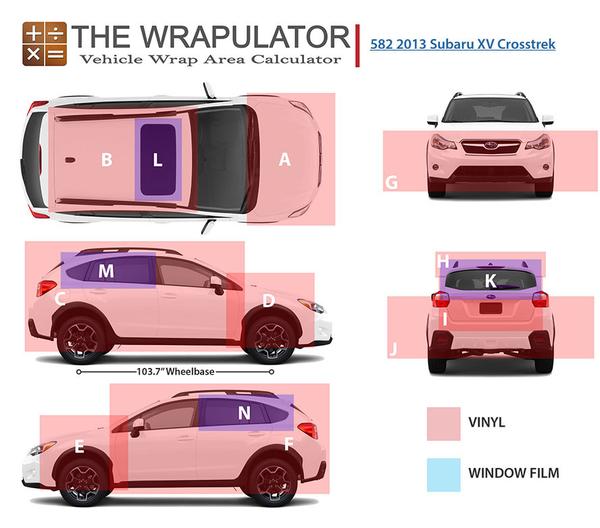 THE WRAPULATOR
Vehicle Wrap Area Calculator
582 2013 Subaru XV Crosstrek
B
L
A
G
M
C
D
H
K
I
J
103.7" Wheelbase
N
E
F
VINYL
WINDOW FILM